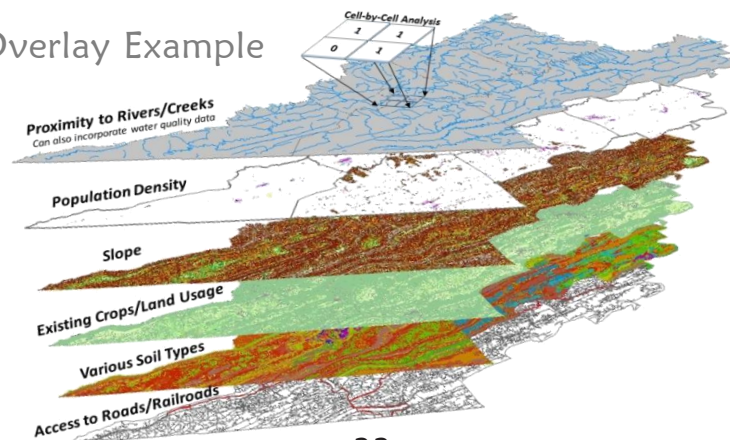 Overlay Example
Cell-by-Cell Analysis
1 1
0 1
Proximity to Rivers/Creeks
Can also incorporate water quality data
Population Density
Slope
Existing Crops/Land Usage
Various Soil Types
Access to Roads/Railroads